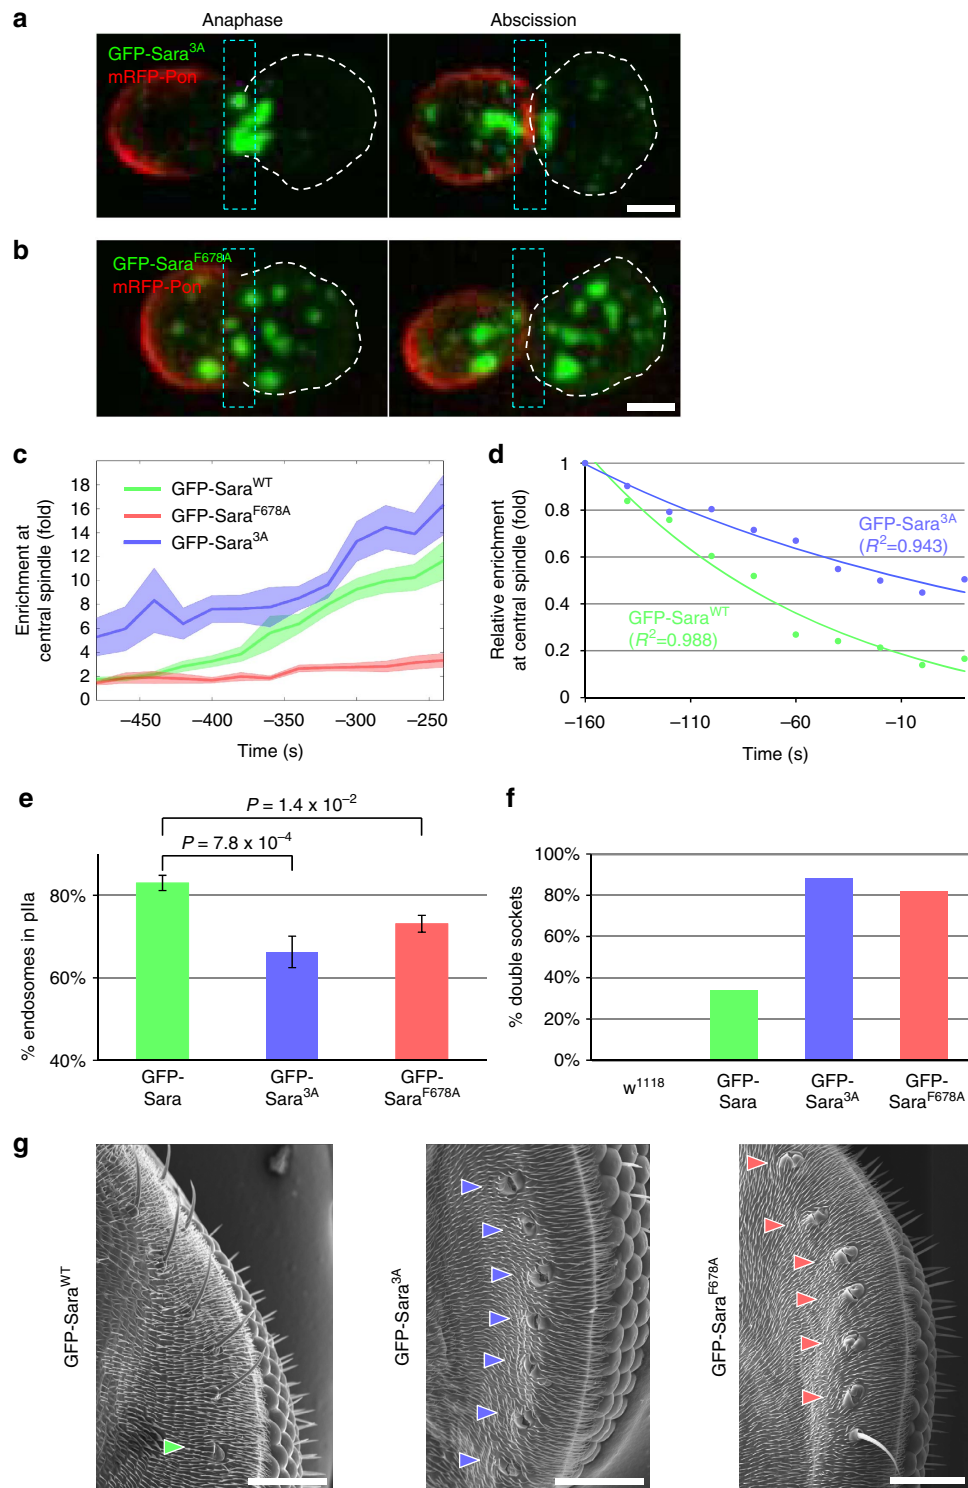 a
Anaphase
Abscission
GFP-Sara3A
mRFP-Pon
b
GFP-SaraF678A
mRFP-Pon
c
Enrichment at
central spindle (fold)
18
16
14
12
10
8
6
4
2
0
GFP-SaraWT
GFP-SaraF678A
GFP-Sara3A
–450 –400 –350 –300 –250
Time (s)
d
Relative enrichment
at central spindle (fold)
1
0.8
0.6
0.4
0.2
0
GFP-Sara3A
(R2=0.943)
GFP-SaraWT
(R2=0.988)
–160 –110 –60 –10
Time (s)
e
P = 1.4 x 10–2
P = 7.8 x 10–4
% endosomes in pIIa
80%
60%
40%
GFP-
Sara
GFP-
Sara3A
GFP-
SaraF678A
f
% double sockets
100%
80%
60%
40%
20%
0%
w1118
GFP-
Sara
GFP-
Sara3A
GFP-
SaraF678A
g
GFP-SaraWT
GFP-Sara3A
GFP-SaraF678A